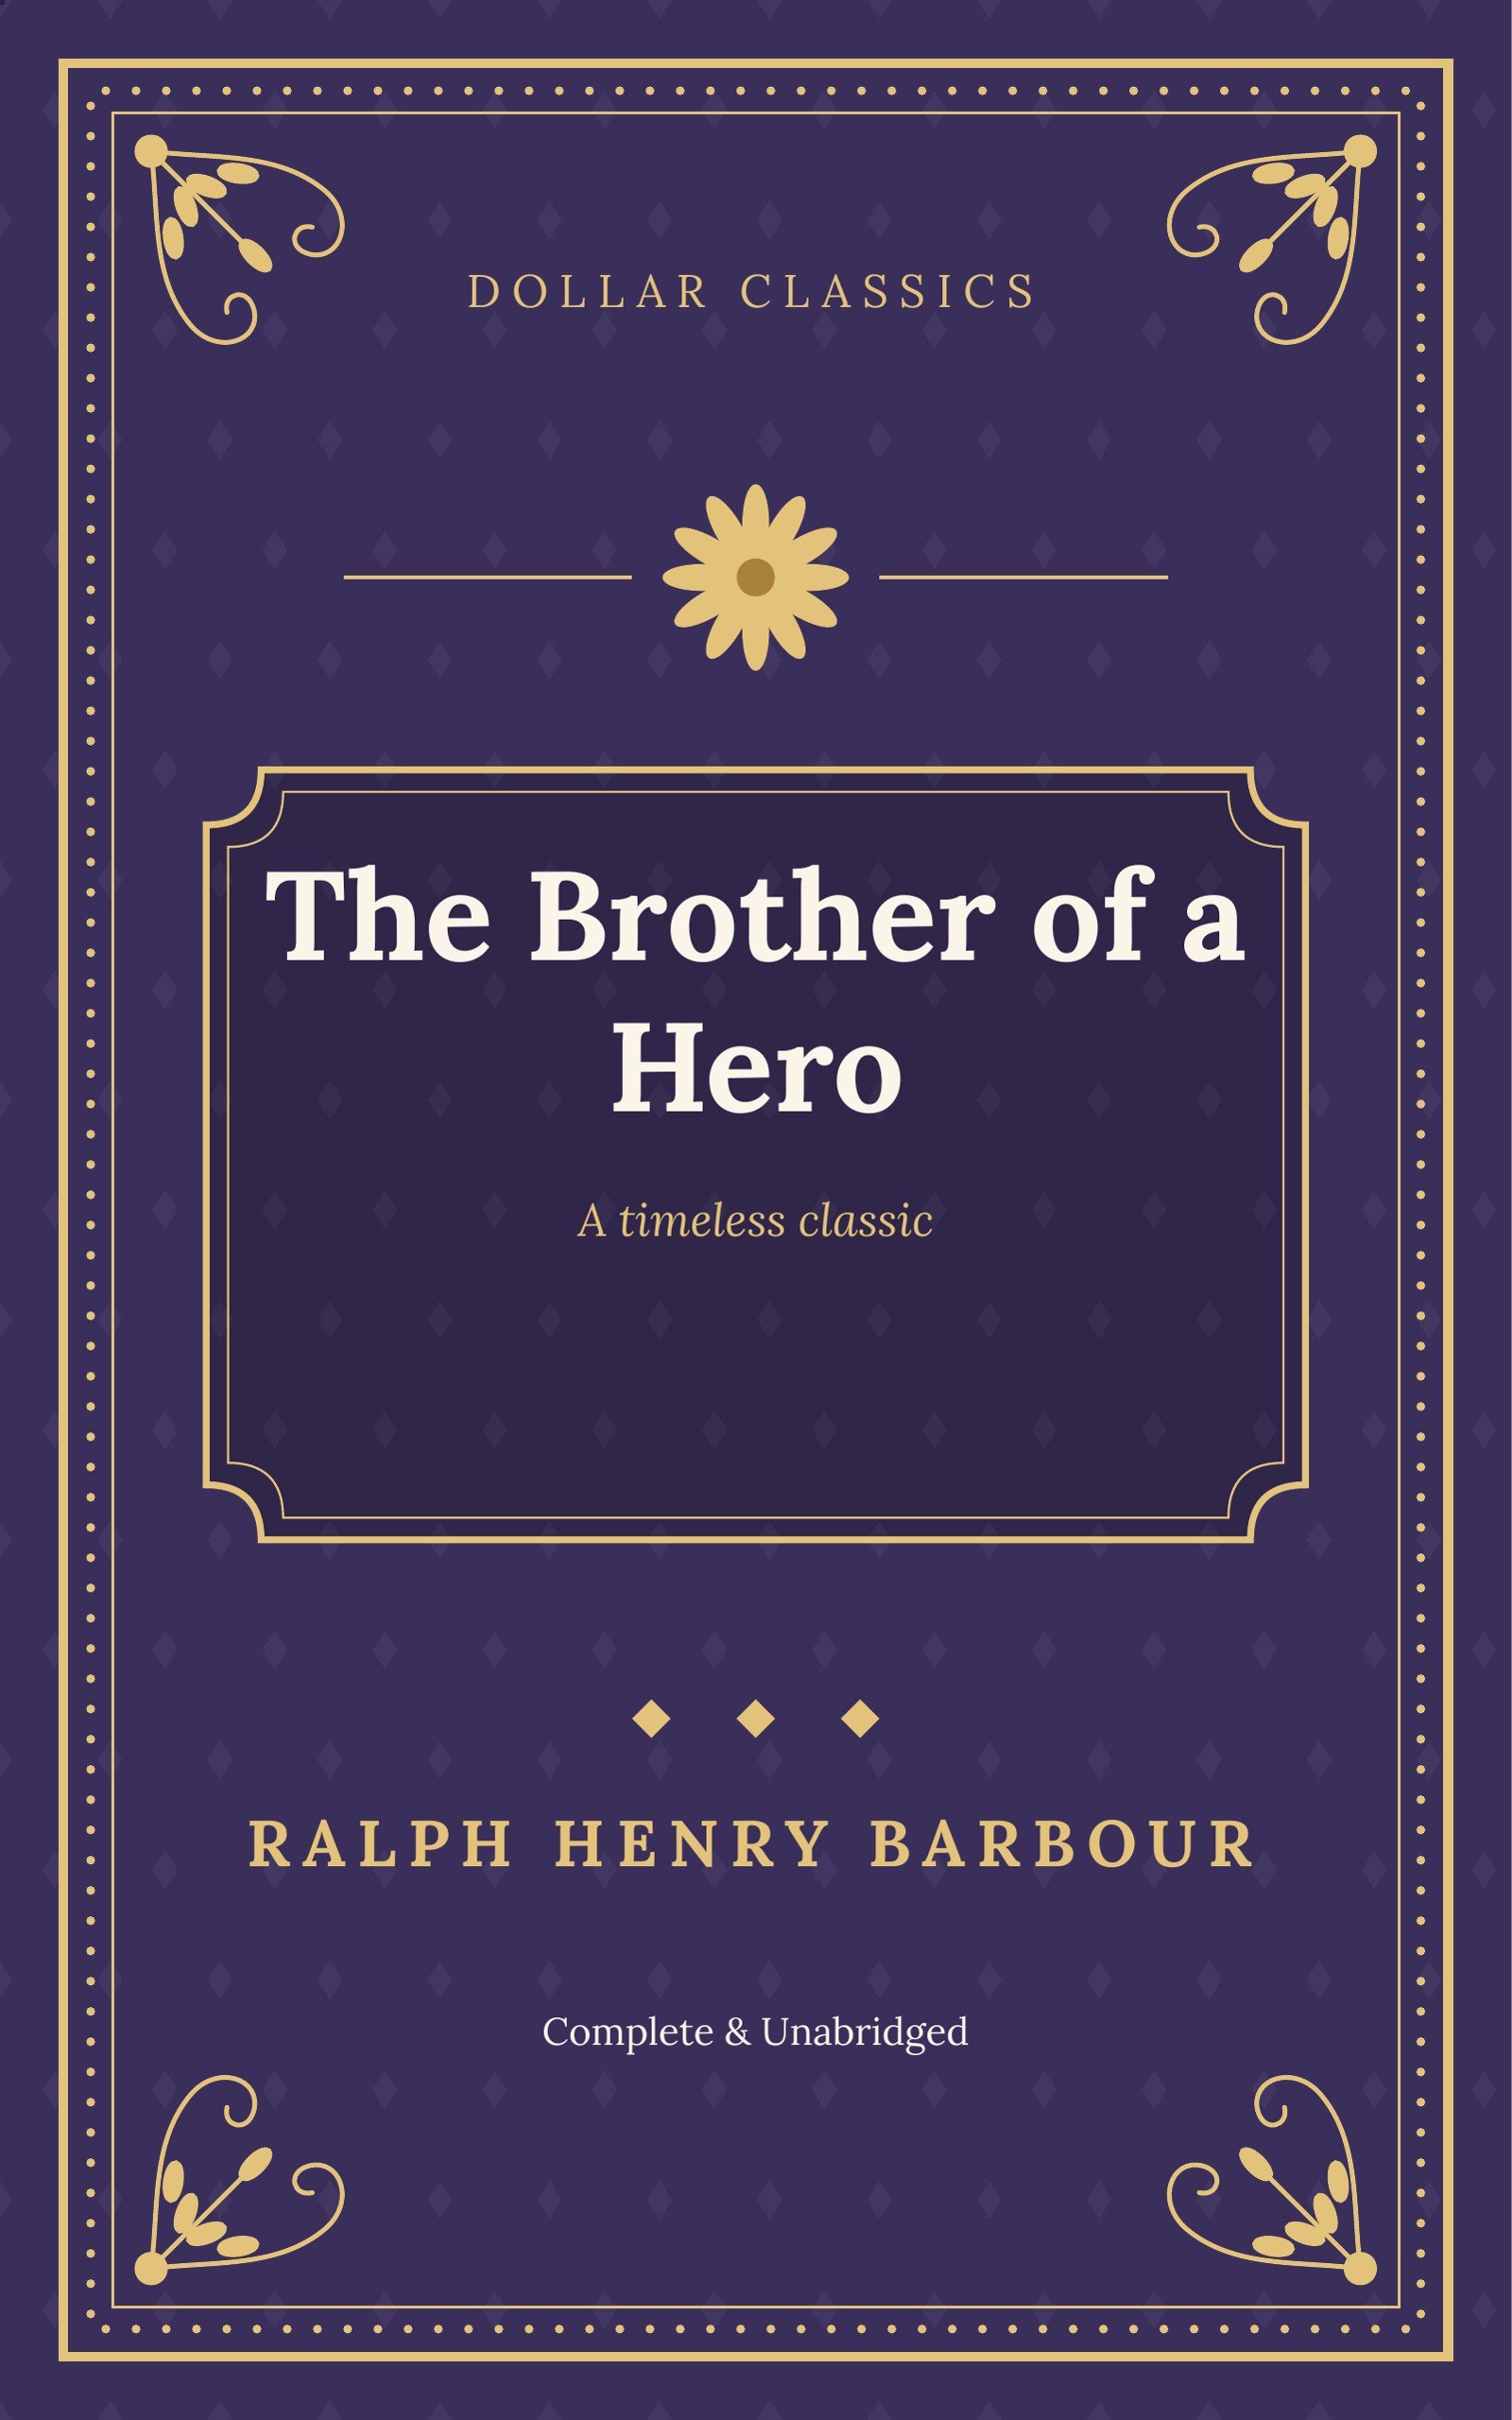 DOLLAR CLASSICS
The Brother of a
Hero
A timeless classic
RALPH HENRY BARBOUR
Complete & Unabridged